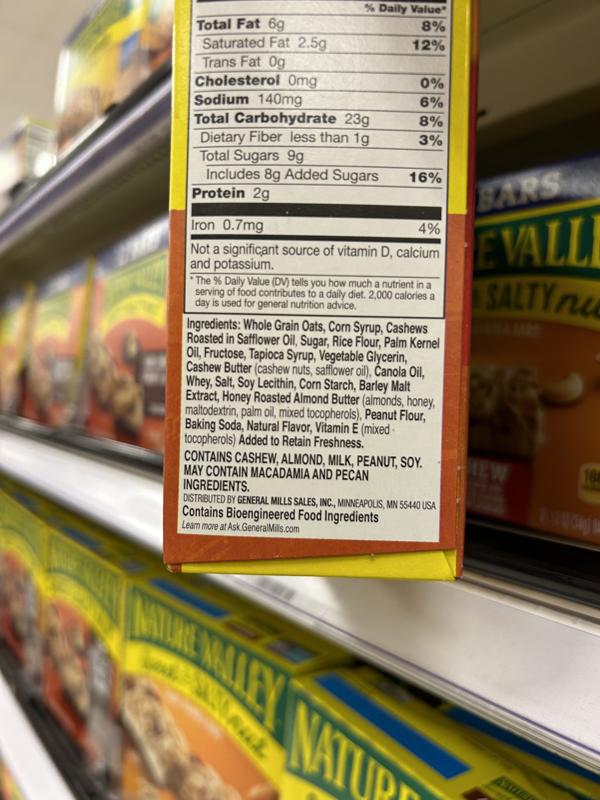 % Daily Value*
Total Fat 6g 8%
Saturated Fat 2.5g 12%
Trans Fat 0g
Cholesterol 0mg 0%
Sodium 140mg 6%
Total Carbohydrate 23g 8%
Dietary Fiber less than 1g 3%
Total Sugars 9g
Includes 8g Added Sugars 16%
Protein 2g
Iron 0.7mg 4%
Not a significant source of vitamin D, calcium
and potassium.
* The % Daily Value (DV) tells you how much a nutrient in a
serving of food contributes to a daily diet. 2,000 calories a
day is used for general nutrition advice.
Ingredients: Whole Grain Oats, Corn Syrup, Cashews
Roasted in Safflower Oil, Sugar, Rice Flour, Palm Kernel
Oil, Fructose, Tapioca Syrup, Vegetable Glycerin,
Cashew Butter (cashew nuts, safflower oil), Canola Oil,
Whey, Salt, Soy Lecithin, Corn Starch, Barley Malt
Extract, Honey Roasted Almond Butter (almonds, honey,
maltodextrin, palm oil, mixed tocopherols), Peanut Flour,
Baking Soda, Natural Flavor, Vitamin E (mixed
tocopherols) Added to Retain Freshness.
CONTAINS CASHEW, ALMOND, MILK, PEANUT, SOY.
MAY CONTAIN MACADAMIA AND PECAN
INGREDIENTS.
DISTRIBUTED BY GENERAL MILLS SALES, INC., MINNEAPOLIS, MN 55440 USA
Contains Bioengineered Food Ingredients
Learn more at Ask.GeneralMills.com
BARS
E VALL
SALTY nu
NATURE VALLEY
NATUR